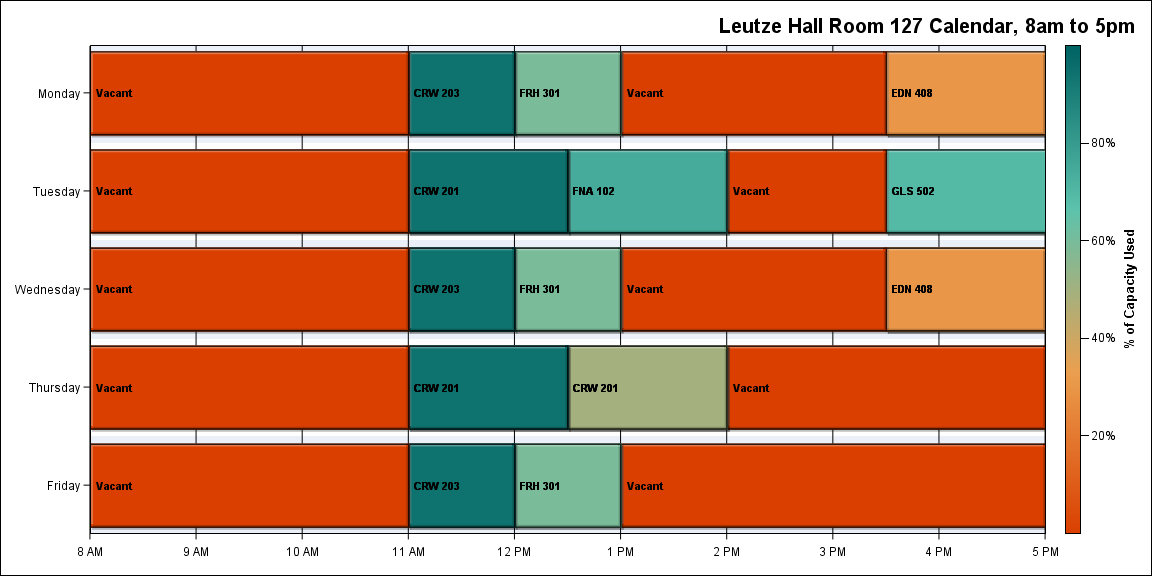 Leutze Hall Room 127 Calendar, 8am to 5pm
Monday
Vacant
CRW 203
FRH 301
Vacant
EDN 408
Tuesday
Vacant
CRW 201
FNA 102
Vacant
GLS 502
Wednesday
Vacant
CRW 203
FRH 301
Vacant
EDN 408
Thursday
Vacant
CRW 201
CRW 201
Vacant
Friday
Vacant
CRW 203
FRH 301
Vacant
8 AM
9 AM
10 AM
11 AM
12 PM
1 PM
2 PM
3 PM
4 PM
5 PM
80%
60%
40%
20%
% of Capacity Used